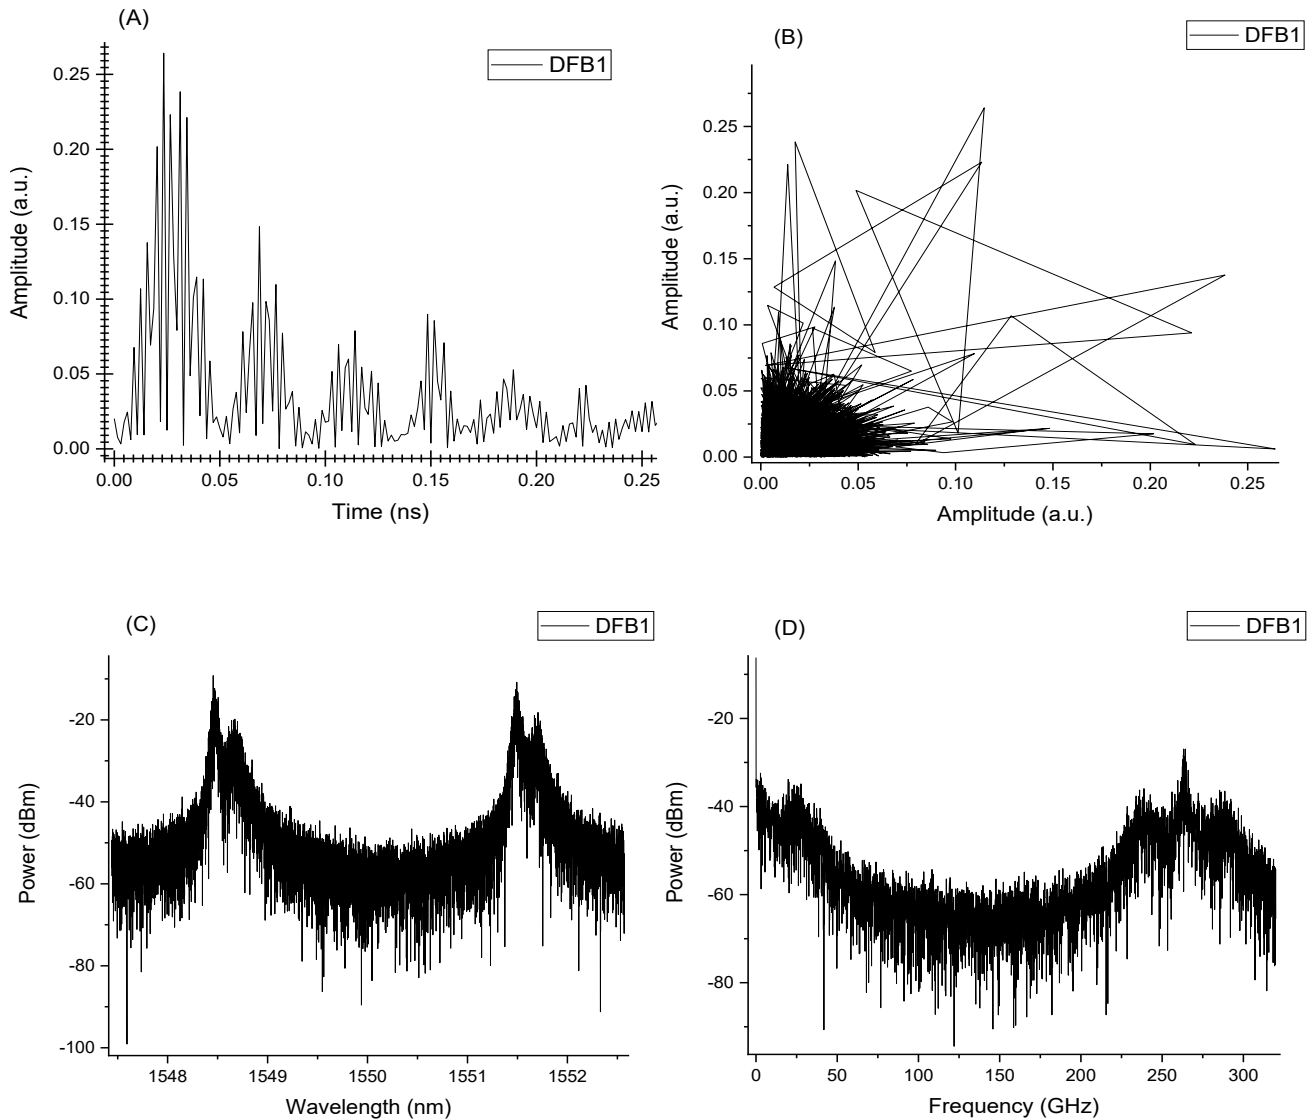 (A)
DFB1
0.25
0.20
0.15
0.10
0.05
0.00
Amplitude (a.u.)
0.00 0.05 0.10 0.15 0.20 0.25
Time (ns)
(B)
DFB1
0.25
0.20
0.15
0.10
0.05
0.00
Amplitude (a.u.)
0.00 0.05 0.10 0.15 0.20 0.25
Amplitude (a.u.)
(C)
DFB1
-20
-40
-60
-80
-100
Power (dBm)
1548 1549 1550 1551 1552
Wavelength (nm)
(D)
DFB1
-20
-40
-60
-80
Power (dBm)
0 50 100 150 200 250 300
Frequency (GHz)